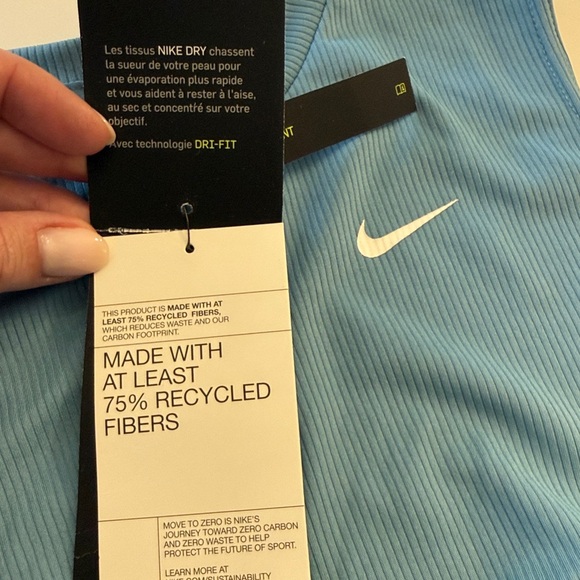 Les tissus NIKE DRY chassent
la sueur de votre peau pour
une évaporation plus rapide
et vous aident à rester à l'aise,
au sec et concentré sur votre
objectif.
Avec technologie DRI-FIT
NT
THIS PRODUCT IS MADE WITH AT
LEAST 75% RECYCLED FIBERS,
WHICH REDUCES WASTE AND OUR
CARBON FOOTPRINT.
MADE WITH
AT LEAST
75% RECYCLED
FIBERS
MOVE TO ZERO IS NIKE'S
JOURNEY TOWARD ZERO CARBON
AND ZERO WASTE TO HELP
PROTECT THE FUTURE OF SPORT.
LEARN MORE AT
NIKE.COM/SUSTAINABILITY